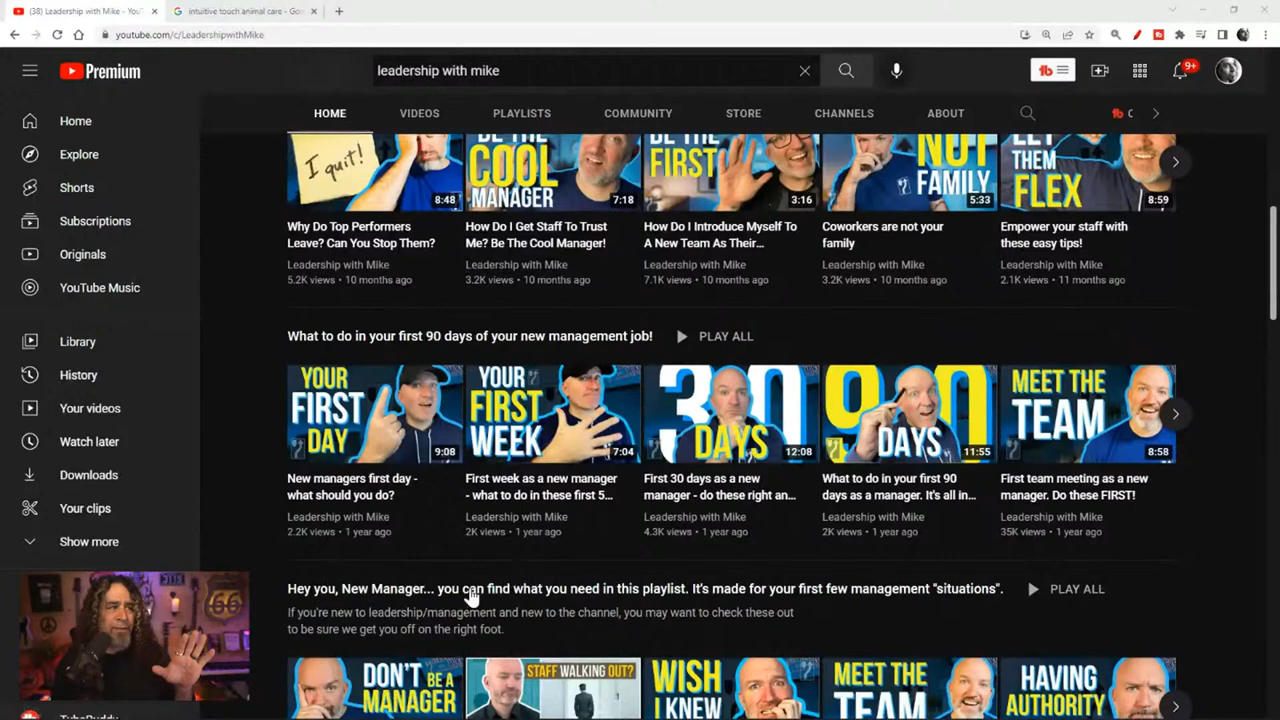 (38) Leadership with Mike - YouT
intuitive touch animal care - Goo
youtube.com/c/LeadershipwithMike
Premium
leadership with mike
9+
HOME
VIDEOS
PLAYLISTS
COMMUNITY
STORE
CHANNELS
ABOUT
C
Home
Explore
Shorts
Subscriptions
Originals
YouTube Music
Library
History
Your videos
Watch later
Downloads
Your clips
Show more
I quit!
8:48
BE THE
COOL
MANAGER
7:18
BE THE
FIRST
3:16
NOT
FAMILY
5:33
LET
THEM
FLEX
8:59
Why Do Top Performers
Leave? Can You Stop Them?
Leadership with Mike
5.2K views • 10 months ago
How Do I Get Staff To Trust
Me? Be The Cool Manager!
Leadership with Mike
3.2K views • 10 months ago
How Do I Introduce Myself To
A New Team As Their...
Leadership with Mike
7.1K views • 10 months ago
Coworkers are not your
family
Leadership with Mike
3.2K views • 10 months ago
Empower your staff with
these easy tips!
Leadership with Mike
2.1K views • 11 months ago
What to do in your first 90 days of your new management job!
PLAY ALL
YOUR
FIRST
DAY
9:08
YOUR
FIRST
WEEK
7:04
30
DAYS
12:08
90
DAYS
11:55
MEET THE
TEAM
8:58
New managers first day -
what should you do?
Leadership with Mike
2.2K views • 1 year ago
First week as a new manager
- what to do in these first 5...
Leadership with Mike
2K views • 1 year ago
First 30 days as a new
manager - do these right an...
Leadership with Mike
4.3K views • 1 year ago
What to do in your first 90
days as a manager. It's all in...
Leadership with Mike
2K views • 1 year ago
First team meeting as a new
manager. Do these FIRST!
Leadership with Mike
35K views • 1 year ago
Hey you, New Manager... you can find what you need in this playlist. It's made for your first few management "situations".
PLAY ALL
If you're new to leadership/management and new to the channel, you may want to check these out
to be sure we get you off on the right foot.
DON'T BE A
MANAGER
STAFF WALKING OUT?
WISH
I KNEW
MEET THE
TEAM
HAVING
AUTHORITY
66
TubeBuddy